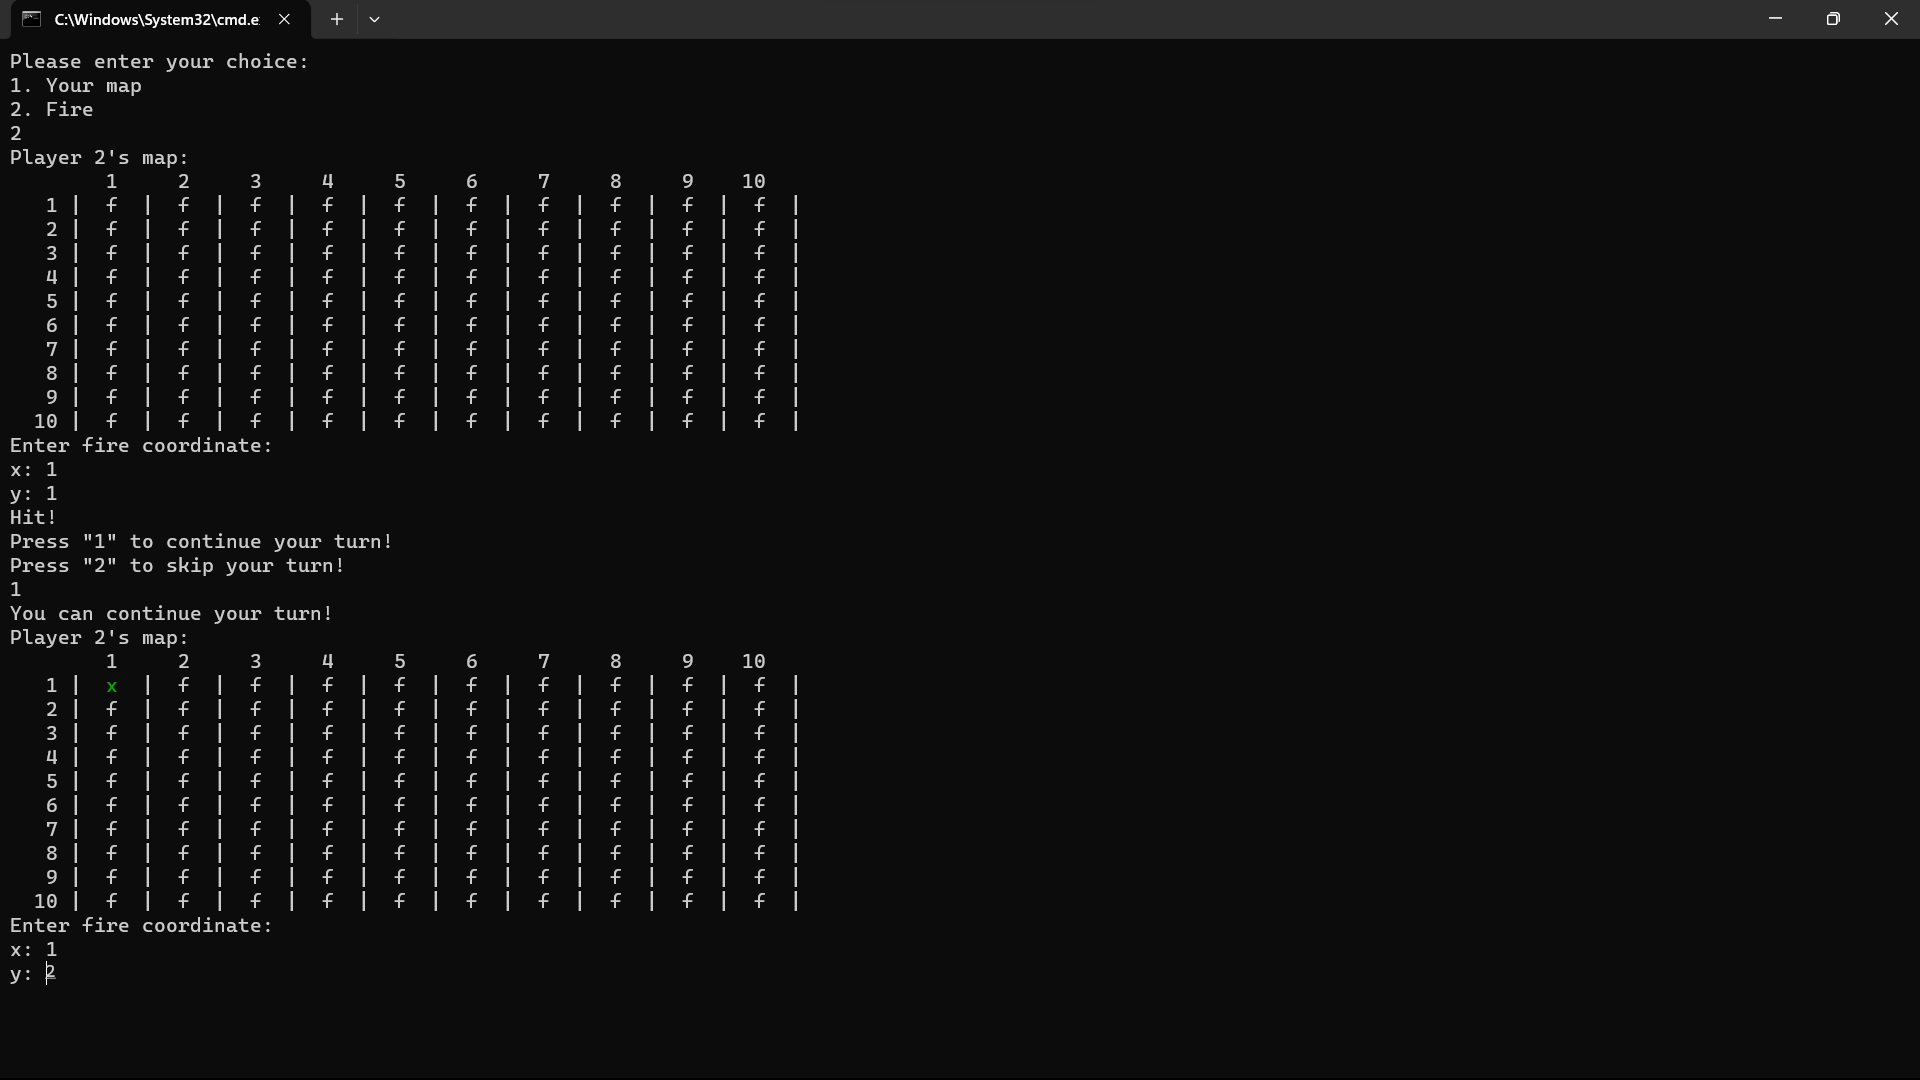 C:\Windows\System32\cmd.e
Please enter your choice:
1. Your map
2. Fire
2
Player 2's map:
1 2 3 4 5 6 7 8 9 10
1 | f | f | f | f | f | f | f | f | f | f |
2 | f | f | f | f | f | f | f | f | f | f |
3 | f | f | f | f | f | f | f | f | f | f |
4 | f | f | f | f | f | f | f | f | f | f |
5 | f | f | f | f | f | f | f | f | f | f |
6 | f | f | f | f | f | f | f | f | f | f |
7 | f | f | f | f | f | f | f | f | f | f |
8 | f | f | f | f | f | f | f | f | f | f |
9 | f | f | f | f | f | f | f | f | f | f |
10 | f | f | f | f | f | f | f | f | f | f |
Enter fire coordinate:
x: 1
y: 1
Hit!
Press "1" to continue your turn!
Press "2" to skip your turn!
1
You can continue your turn!
Player 2's map:
1 2 3 4 5 6 7 8 9 10
1 | x | f | f | f | f | f | f | f | f | f |
2 | f | f | f | f | f | f | f | f | f | f |
3 | f | f | f | f | f | f | f | f | f | f |
4 | f | f | f | f | f | f | f | f | f | f |
5 | f | f | f | f | f | f | f | f | f | f |
6 | f | f | f | f | f | f | f | f | f | f |
7 | f | f | f | f | f | f | f | f | f | f |
8 | f | f | f | f | f | f | f | f | f | f |
9 | f | f | f | f | f | f | f | f | f | f |
10 | f | f | f | f | f | f | f | f | f | f |
Enter fire coordinate:
x: 1
y: 2